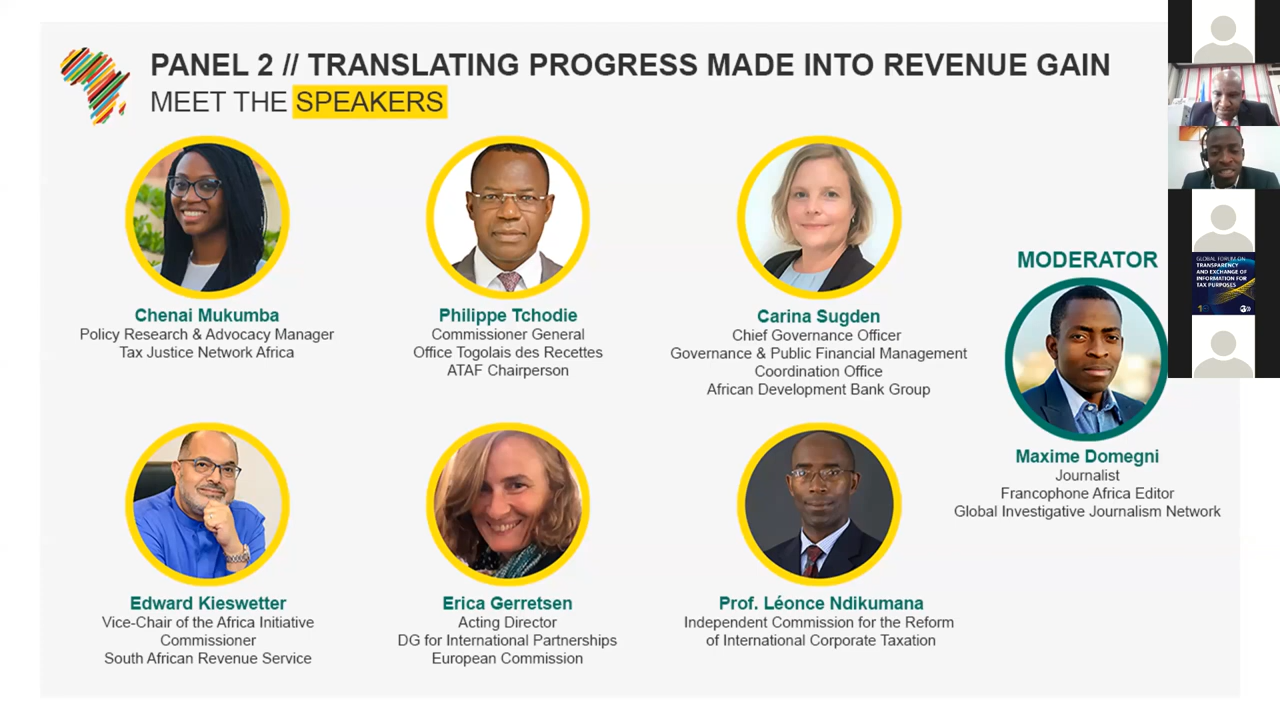 PANEL 2 // TRANSLATING PROGRESS MADE INTO REVENUE GAIN
MEET THE SPEAKERS
Chenai Mukumba
Policy Research & Advocacy Manager
Tax Justice Network Africa
Philippe Tchodie
Commissioner General
Office Togolais des Recettes
ATAF Chairperson
Carina Sugden
Chief Governance Officer
Governance & Public Financial Management
Coordination Office
African Development Bank Group
MODERATOR
Maxime Domegni
Journalist
Francophone Africa Editor
Global Investigative Journalism Network
Edward Kieswetter
Vice-Chair of the Africa Initiative
Commissioner
South African Revenue Service
Erica Gerretsen
Acting Director
DG for International Partnerships
European Commission
Prof. Léonce Ndikumana
Independent Commission for the Reform
of International Corporate Taxation
GLOBAL FORUM ON
TRANSPARENCY
AND EXCHANGE OF
INFORMATION FOR
TAX PURPOSES